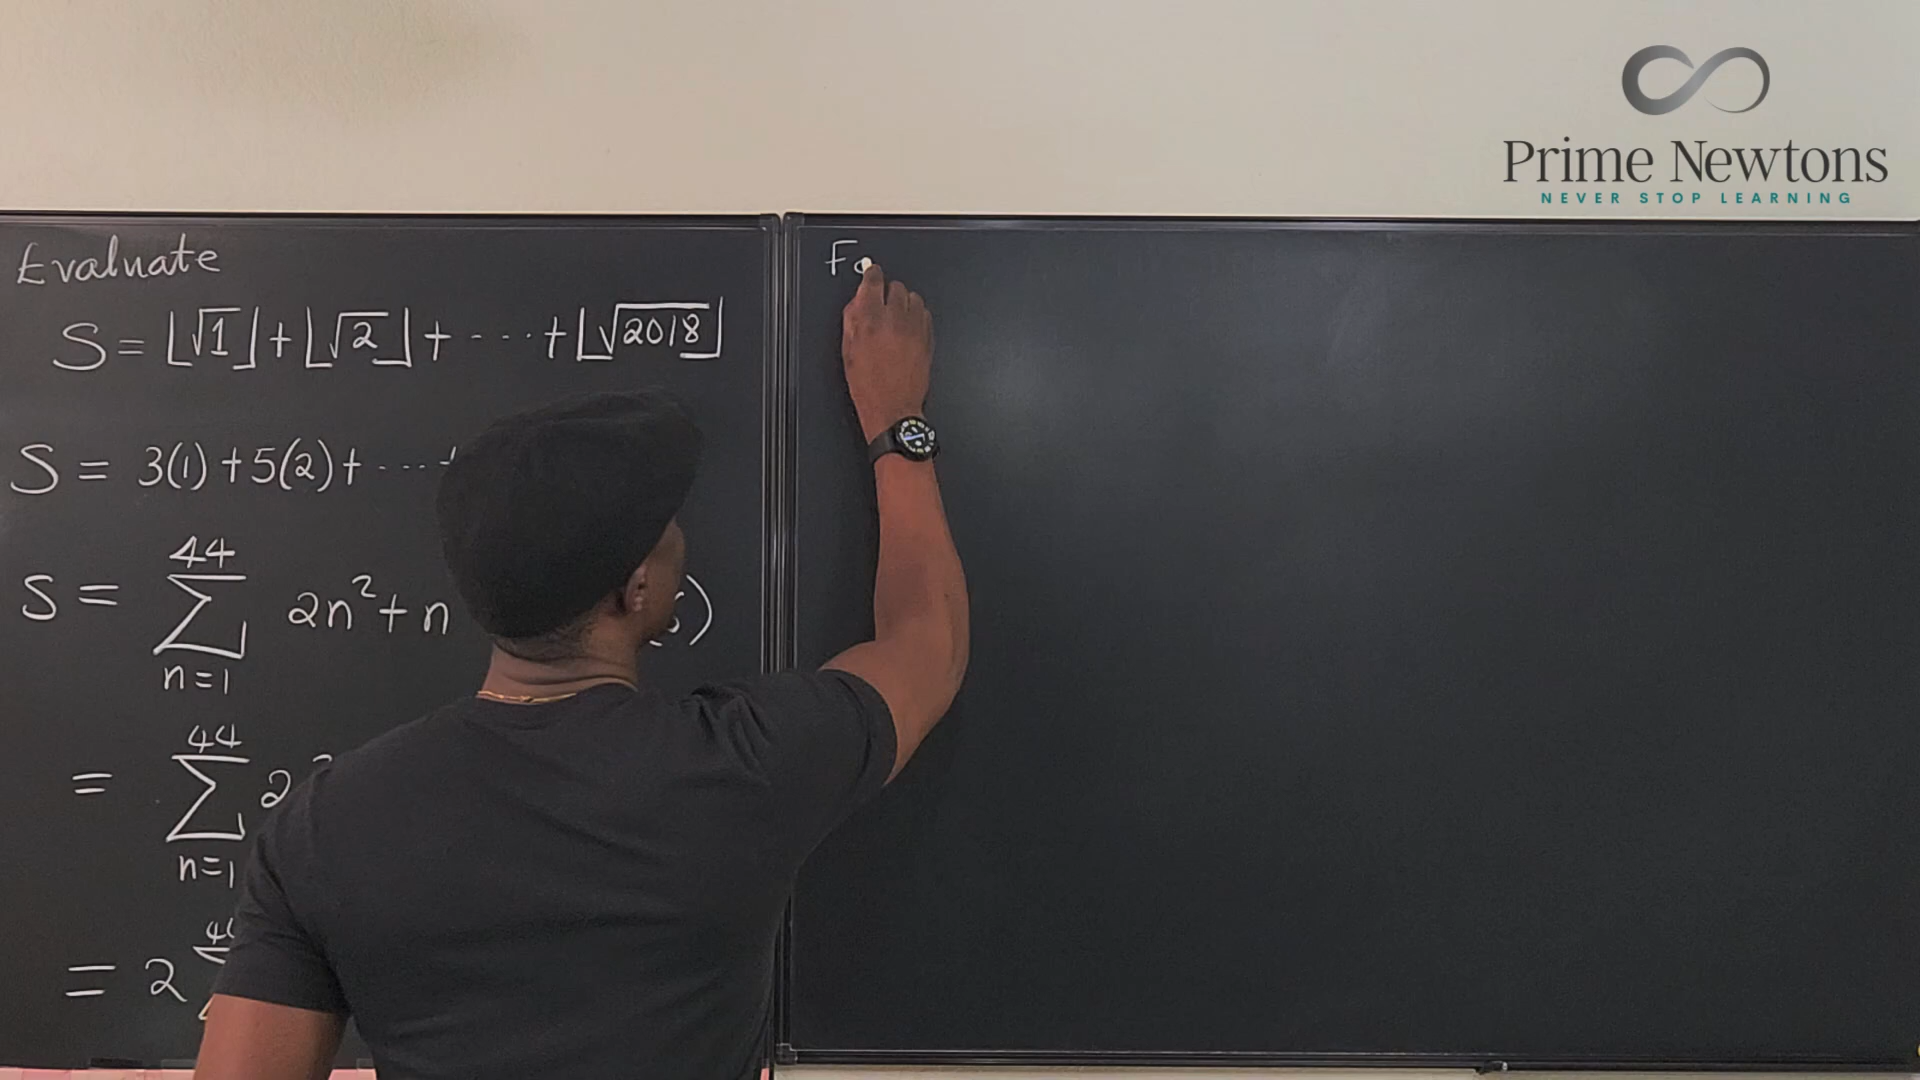 Prime Newtons
NEVER STOP LEARNING
Evaluate
S = ⌊√1⌋ + ⌊√2⌋ + ----- + ⌊√2018⌋
S = 3(1) + 5(2) + ----
44
S = ∑ 2n² + n
n=1
44
= ∑ 2
n=1
= 2